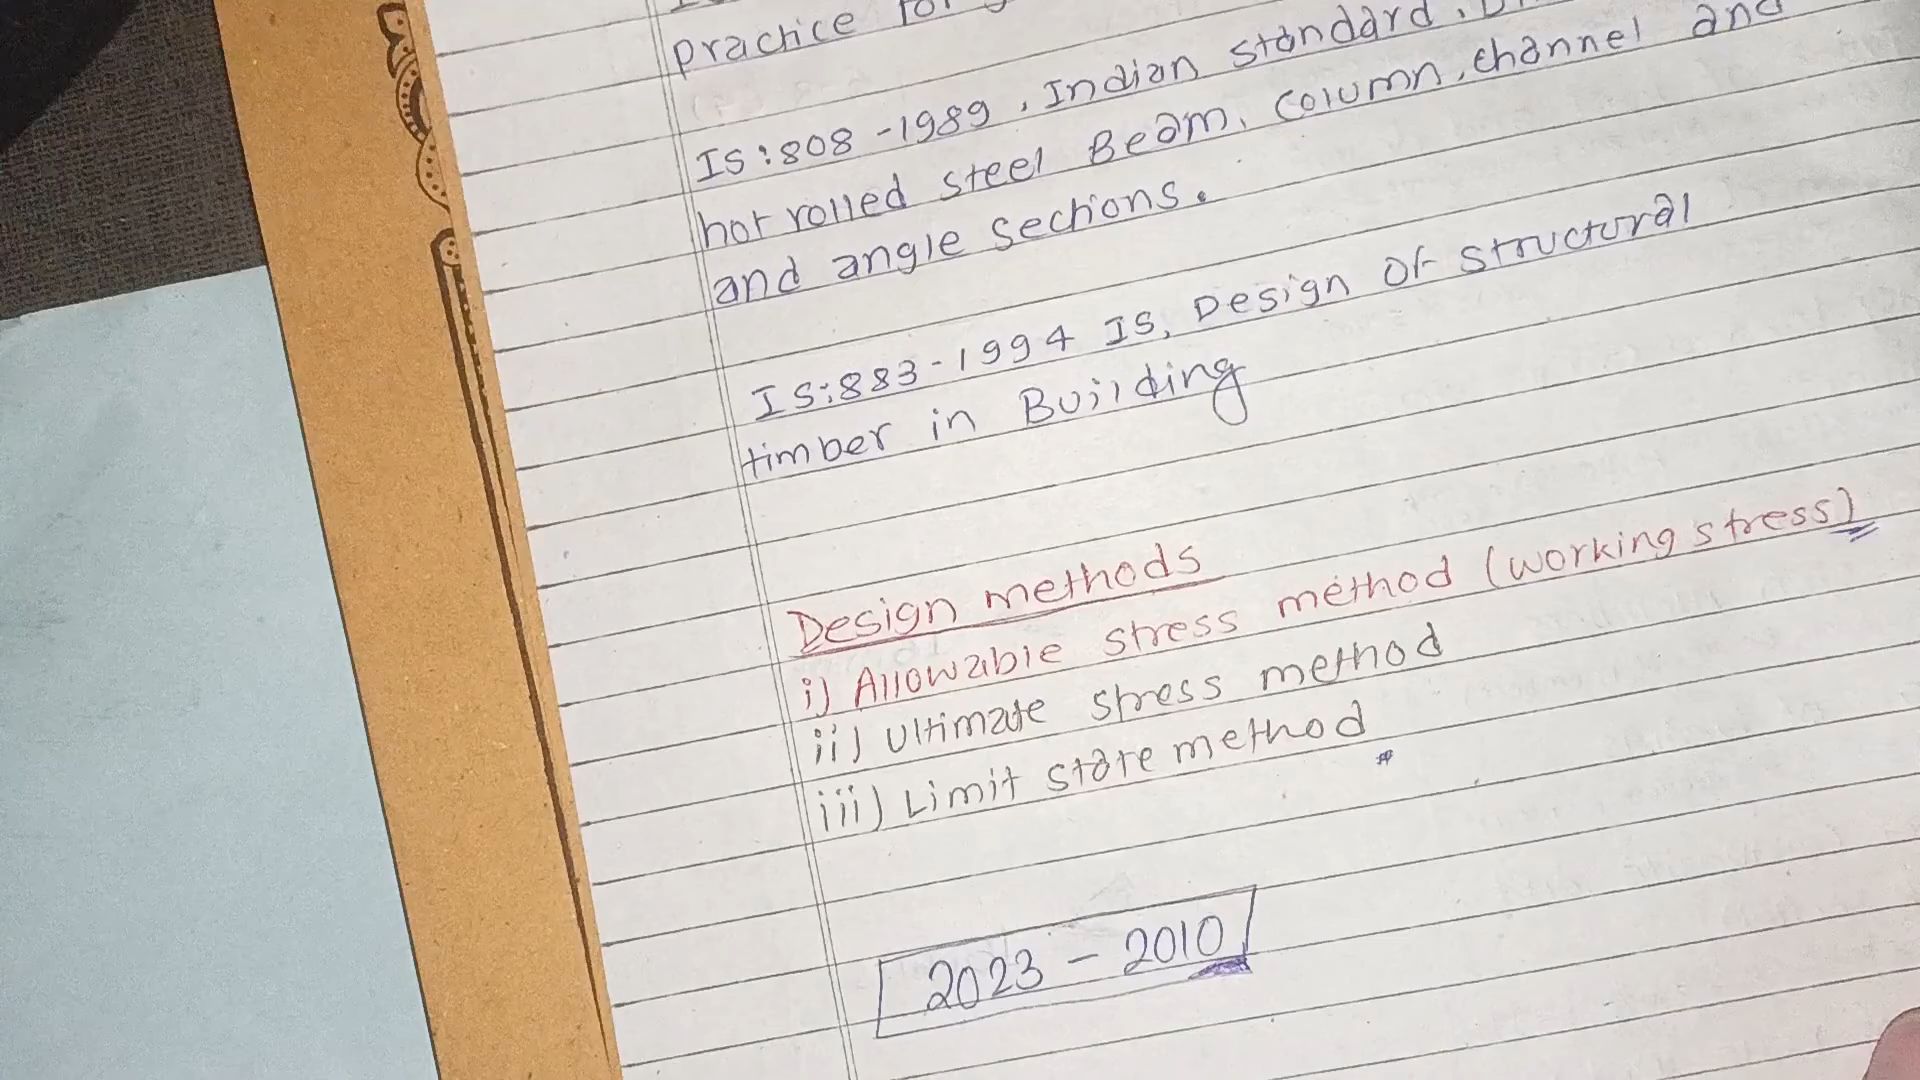 practice for
IS:808-1989, Indian standard,
hot rolled steel Beam, column, channel and
and angle sections.
IS:883-1994 IS, Design of structural
timber in Building
Design methods
i) Allowable stress method (working stress)
ii) Ultimate stress method
iii) Limit state method
2023-2010